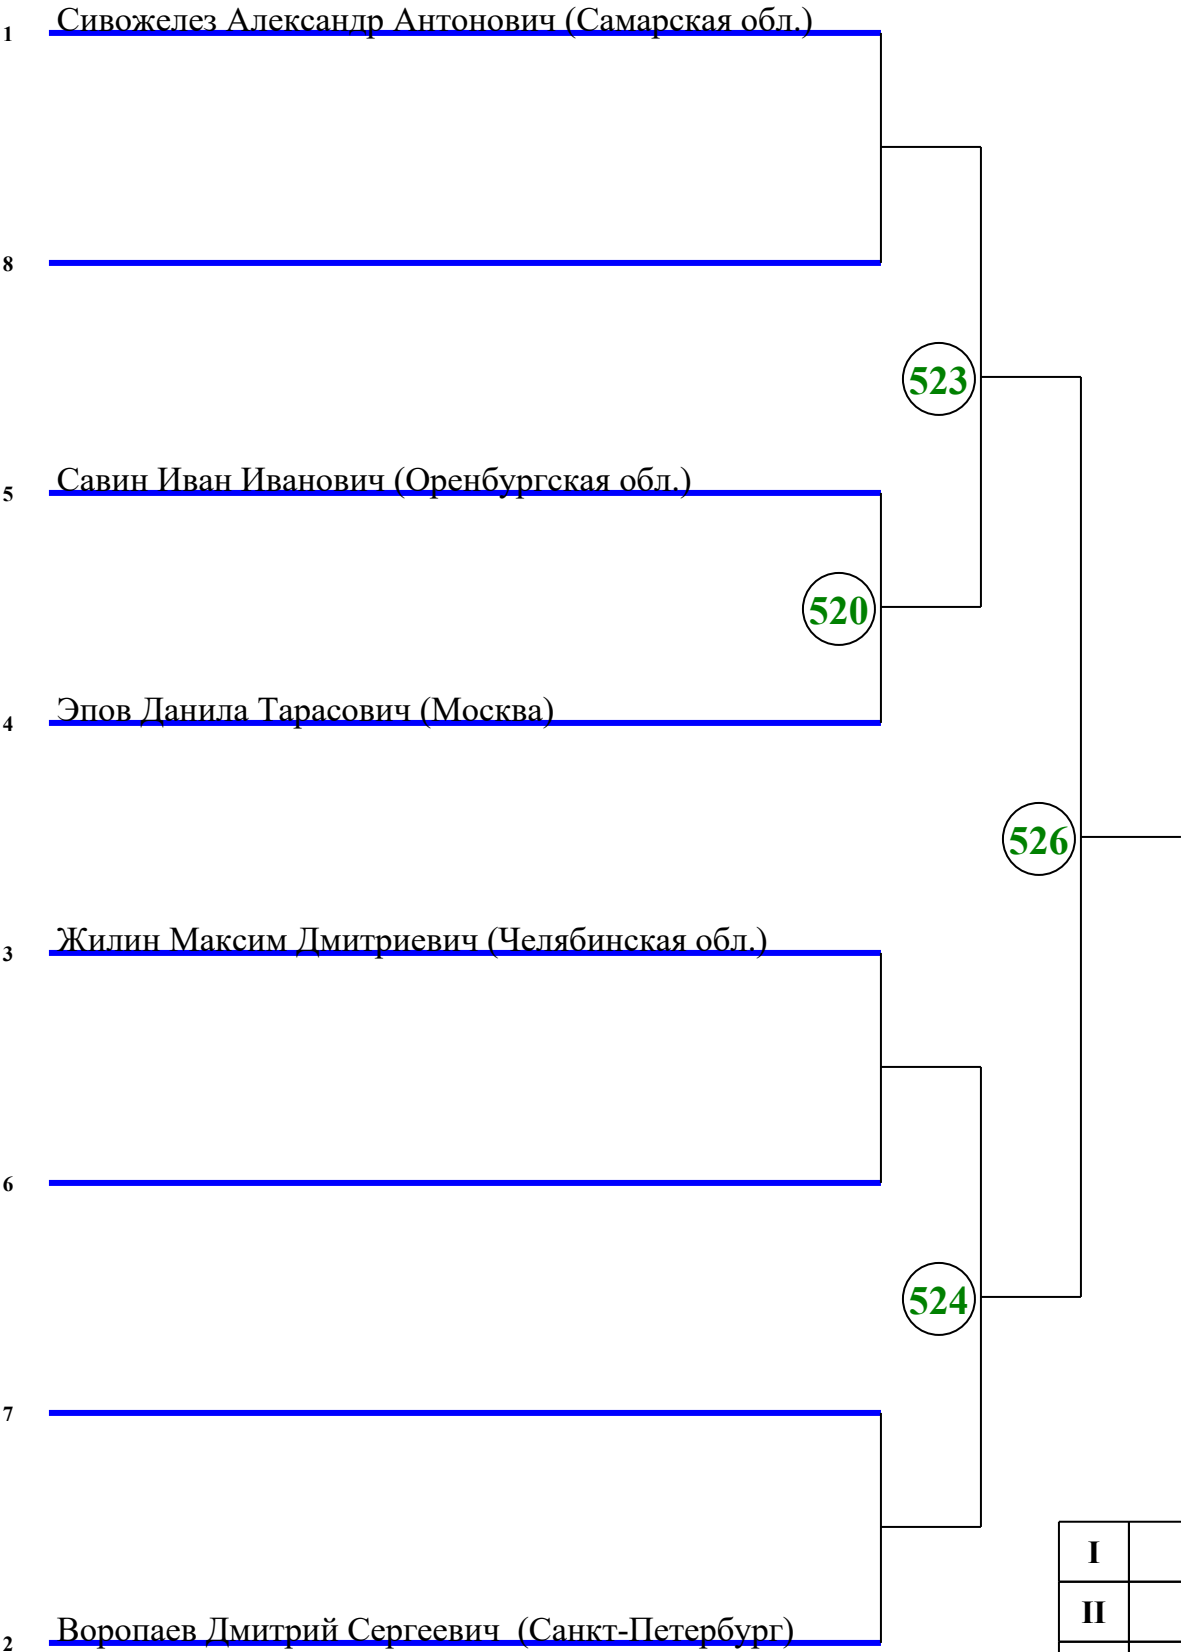 1 Сивожелез Александр Антонович (Самарская обл.)
8
523
5 Савин Иван Иванович (Оренбургская обл.)
520
4 Эпов Данила Тарасович (Москва)
526
3 Жилин Максим Дмитриевич (Челябинская обл.)
6
524
7
I
II
2 Воропаев Дмитрий Сергеевич (Санкт-Петербург)